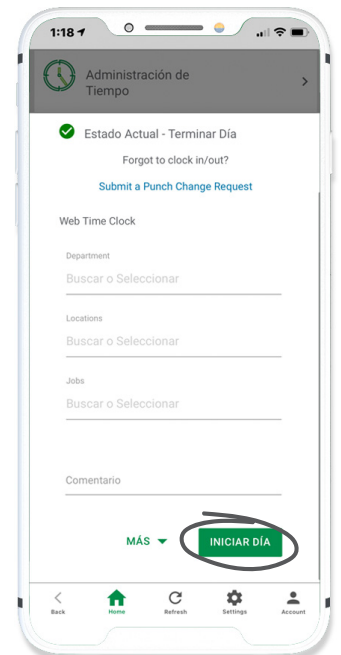 1:18
Administración de
Tiempo
Estado Actual - Terminar Día
Forgot to clock in/out?
Submit a Punch Change Request
Web Time Clock
Department
Buscar o Seleccionar
Locations
Buscar o Seleccionar
Jobs
Buscar o Seleccionar
Comentario
MÁS
INICIAR DÍA
Back
Home
Refresh
Settings
Account